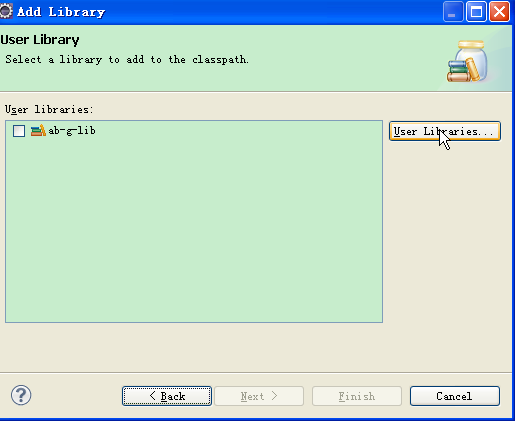 Add Library
User Library
Select a library to add to the classpath.
User libraries:
ab-g-lib
User Libraries...
?
< Back
Next >
Finish
Cancel